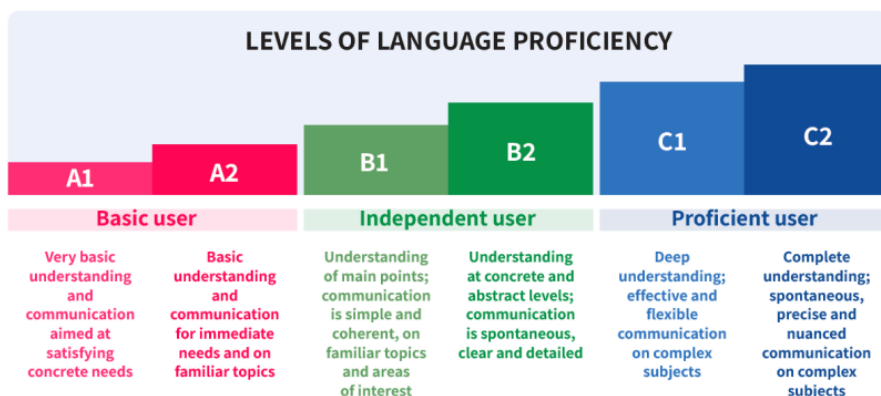 LEVELS OF LANGUAGE PROFICIENCY
A1
A2
B1
B2
C1
C2
Basic user
Independent user
Proficient user
Very basic
understanding
and
communication
aimed at
satisfying
concrete needs
Basic
understanding
and
communication
for immediate
needs and on
familiar topics
Understanding
of main points;
communication
is simple and
coherent, on
familiar topics
and areas
of interest
Understanding
at concrete and
abstract levels;
communication
is spontaneous,
clear and detailed
Deep
understanding;
effective and
flexible
communication
on complex
subjects
Complete
understanding;
spontaneous,
precise and
nuanced
communication
on complex
subjects